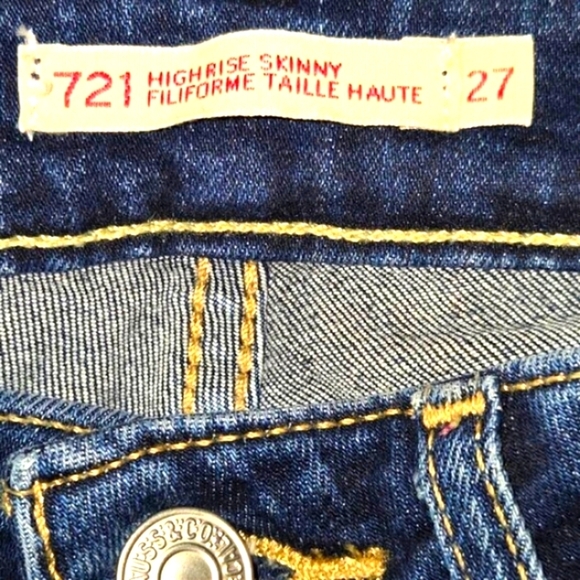 721 HIGHRISE SKINNY 27
FILIFORME TAILLE HAUTE